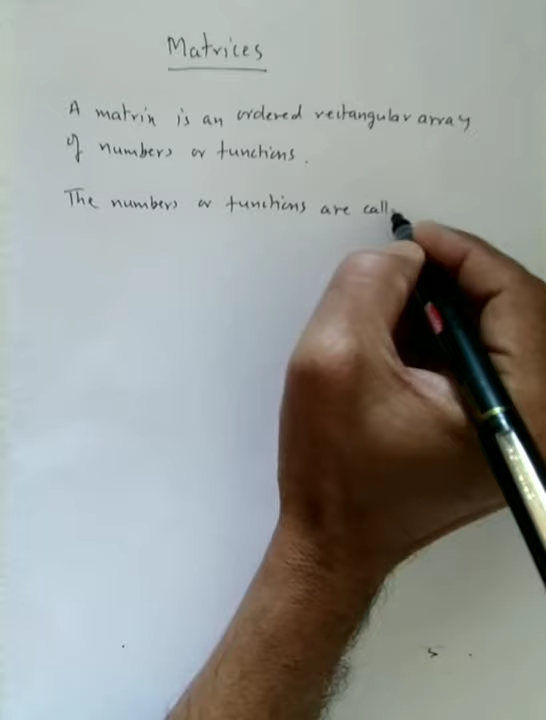 Matrices
A matrix is an ordered rectangular array
of numbers or functions.
The numbers or functions are call